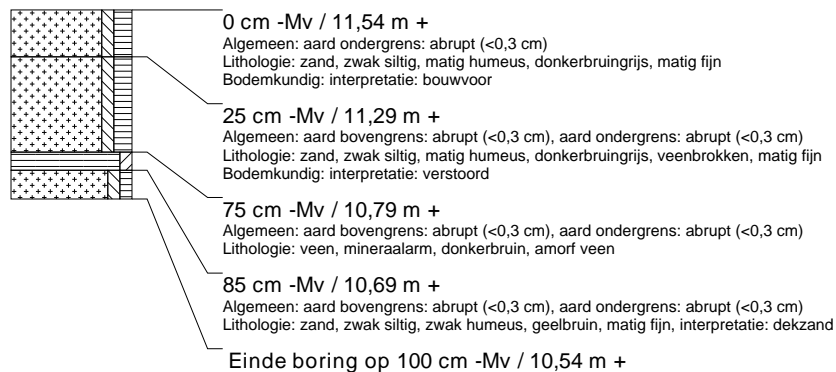 0 cm -Mv / 11,54 m +
Algemeen: aard ondergrens: abrupt (<0,3 cm)
Lithologie: zand, zwak siltig, matig humeus, donkerbruingrijs, matig fijn
Bodemkundig: interpretatie: bouwvoor
25 cm -Mv / 11,29 m +
Algemeen: aard bovengrens: abrupt (<0,3 cm), aard ondergrens: abrupt (<0,3 cm)
Lithologie: zand, zwak siltig, matig humeus, donkerbruingrijs, veenbrokken, matig fijn
Bodemkundig: interpretatie: verstoord
75 cm -Mv / 10,79 m +
Algemeen: aard bovengrens: abrupt (<0,3 cm), aard ondergrens: abrupt (<0,3 cm)
Lithologie: veen, mineraalarm, donkerbruin, amorf veen
85 cm -Mv / 10,69 m +
Algemeen: aard bovengrens: abrupt (<0,3 cm), aard ondergrens: abrupt (<0,3 cm)
Lithologie: zand, zwak siltig, zwak humeus, geelbruin, matig fijn, interpretatie: dekzand
Einde boring op 100 cm -Mv / 10,54 m +